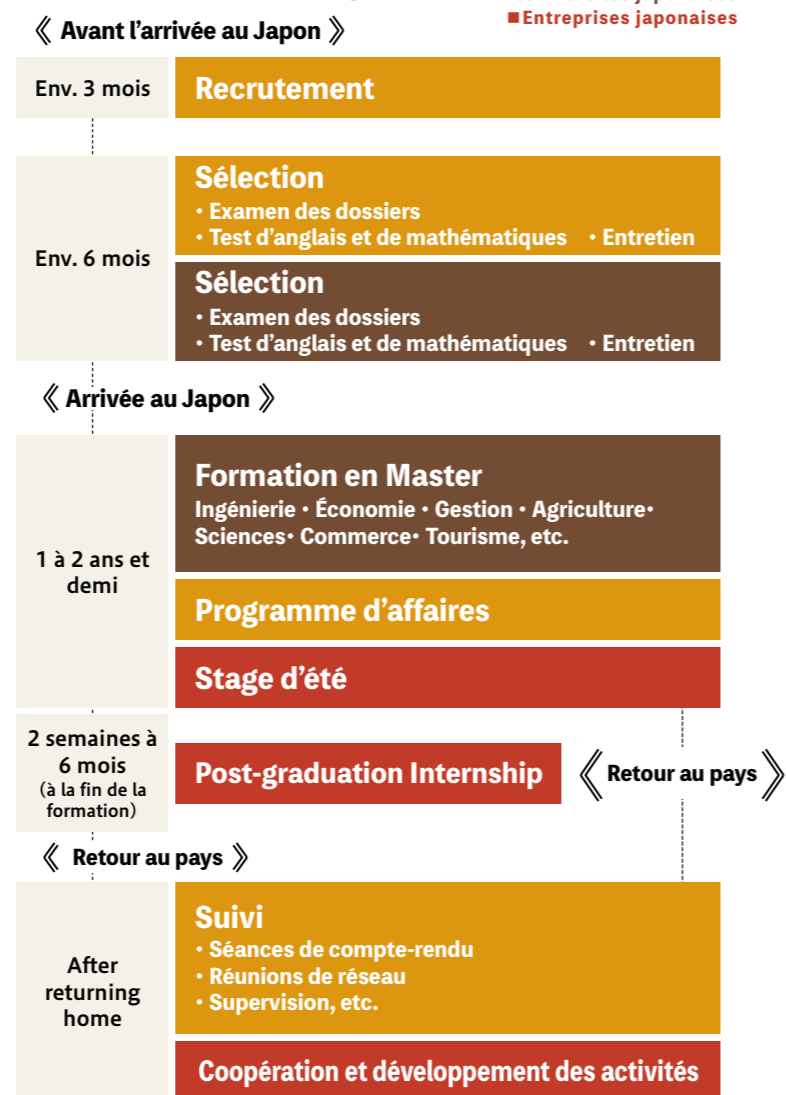 《 Avant l’arrivée au Japon 》
■Entreprises japonaises
Env. 3 mois
Recrutement
Env. 6 mois
Sélection
・Examen des dossiers
・Test d’anglais et de mathématiques ・Entretien
Sélection
・Examen des dossiers
・Test d’anglais et de mathématiques ・Entretien
《 Arrivée au Japon 》
1 à 2 ans et
demi
Formation en Master
Ingénierie・Économie・Gestion・Agriculture・
Sciences・Commerce・Tourisme, etc.
Programme d’affaires
Stage d’été
2 semaines à
6 mois
(à la fin de la
formation)
Post-graduation Internship
《 Retour au pays 》
《 Retour au pays 》
After
returning
home
Suivi
・Séances de compte-rendu
・Réunions de réseau
・Supervision, etc.
Coopération et développement des activités